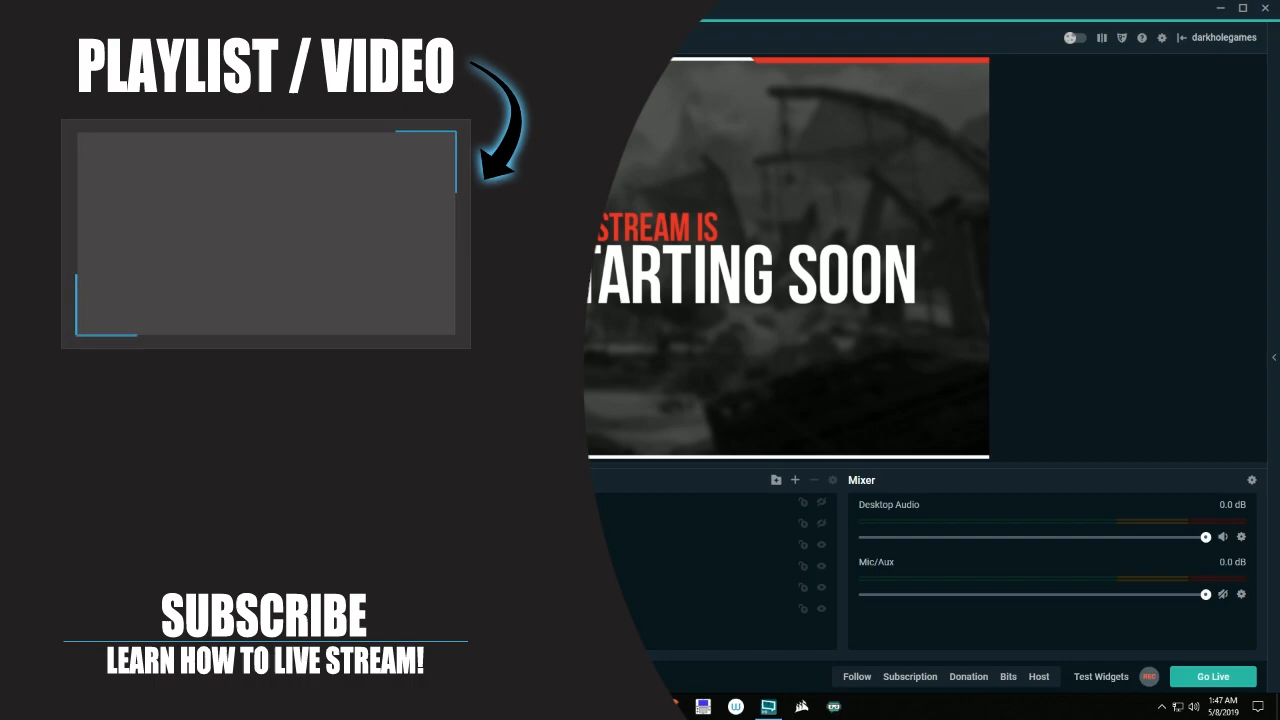 PLAYLIST / VIDEO
SUBSCRIBE
LEARN HOW TO LIVE STREAM!
darkholegames
STREAM IS
TARTING SOON
Mixer
Desktop Audio 0.0 dB
Mic/Aux 0.0 dB
Follow Subscription Donation Bits Host Test Widgets REC Go Live
1:47 AM
5/8/2019